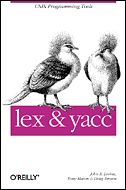 UNIX Programming Tools
lex & yacc
O'REILLY®
John R. Levine,
Tony Mason & Doug Brown